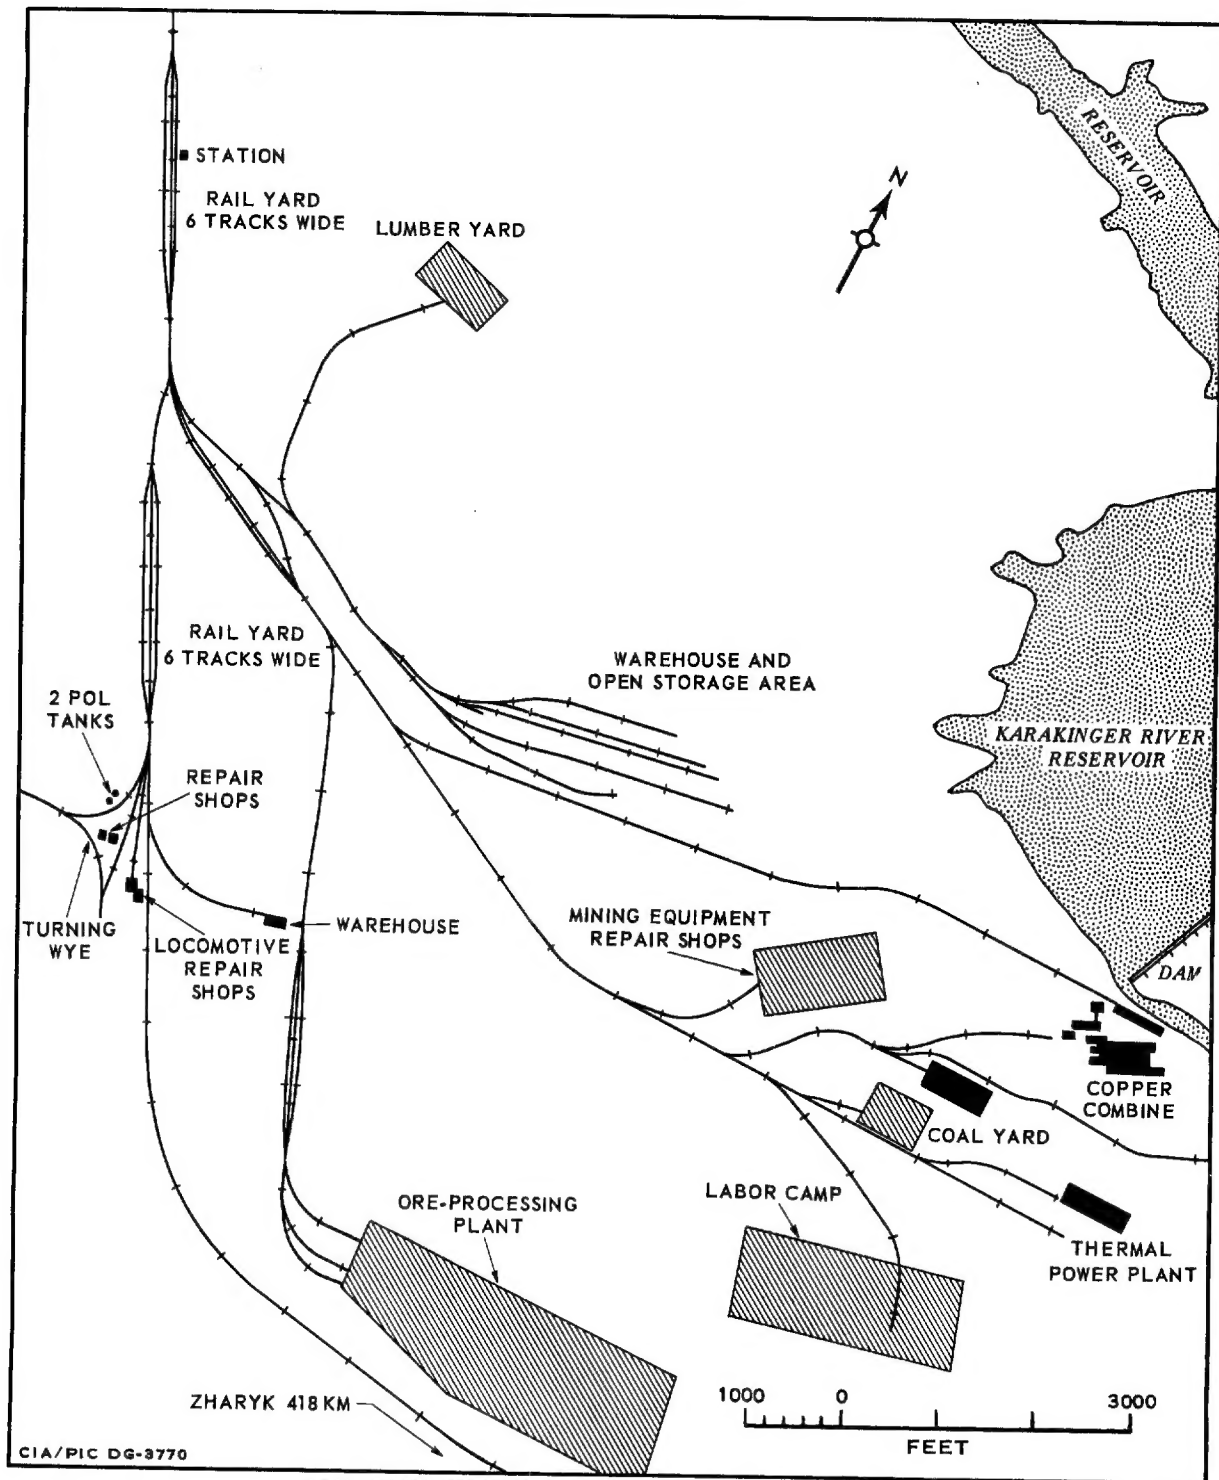 RESERVOIR
STATION
N
RAIL YARD
6 TRACKS WIDE
LUMBER YARD
RAIL YARD
6 TRACKS WIDE
WAREHOUSE AND
OPEN STORAGE AREA
2 POL
TANKS
KARAKINGER RIVER
RESERVOIR
REPAIR
SHOPS
TURNING
WYE
LOCOMOTIVE
REPAIR
SHOPS
WAREHOUSE
MINING EQUIPMENT
REPAIR SHOPS
DAM
COPPER
COMBINE
COAL YARD
ORE-PROCESSING
PLANT
LABOR CAMP
THERMAL
POWER PLANT
ZHARYK 418 KM
1000 0 3000
FEET
CIA/PIC DG-3770